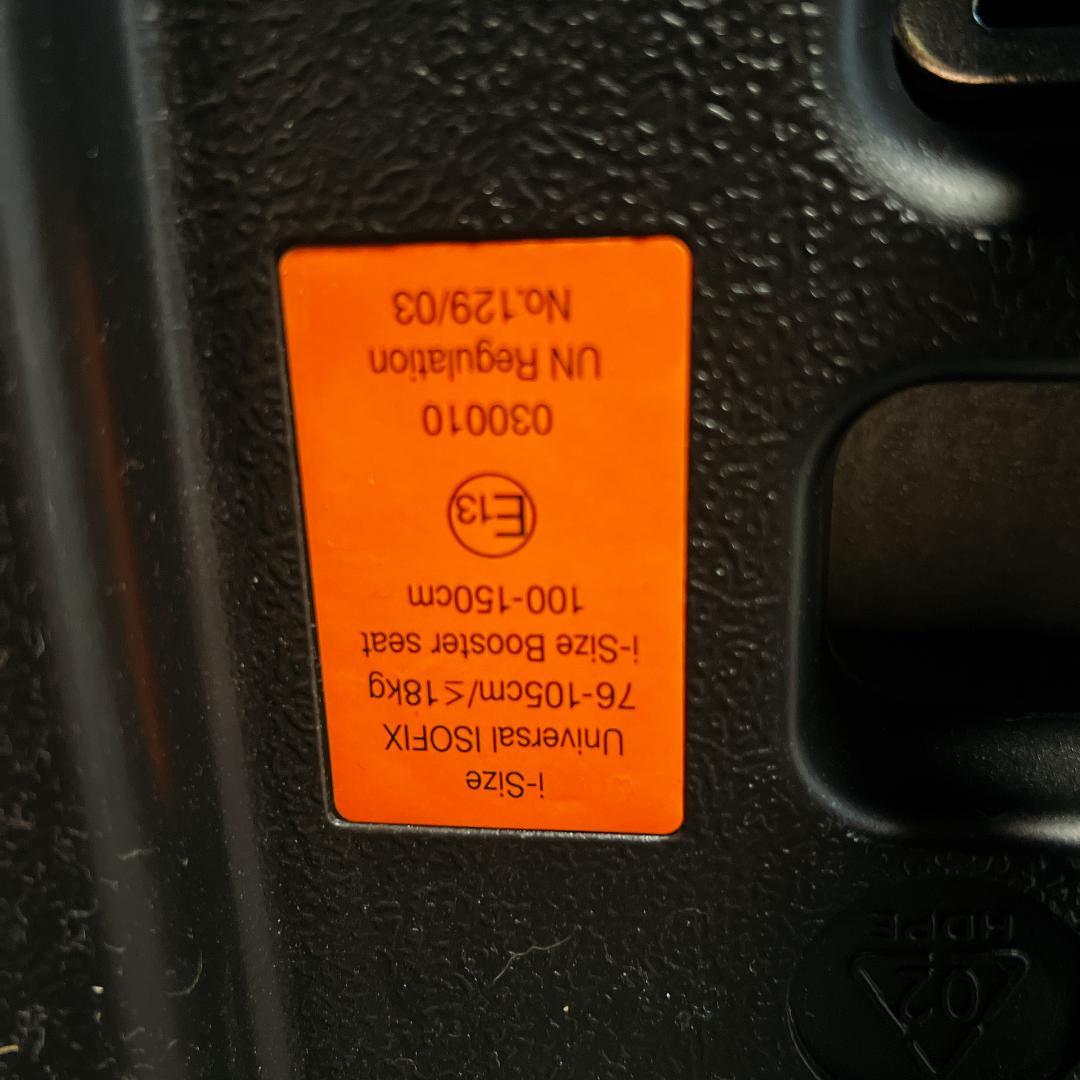 i-Size
Universal ISOFIX
76-105cm/≤18kg
i-Size Booster seat
100-150cm
E13
030010
UN Regulation
No.129/03
02
HDPE